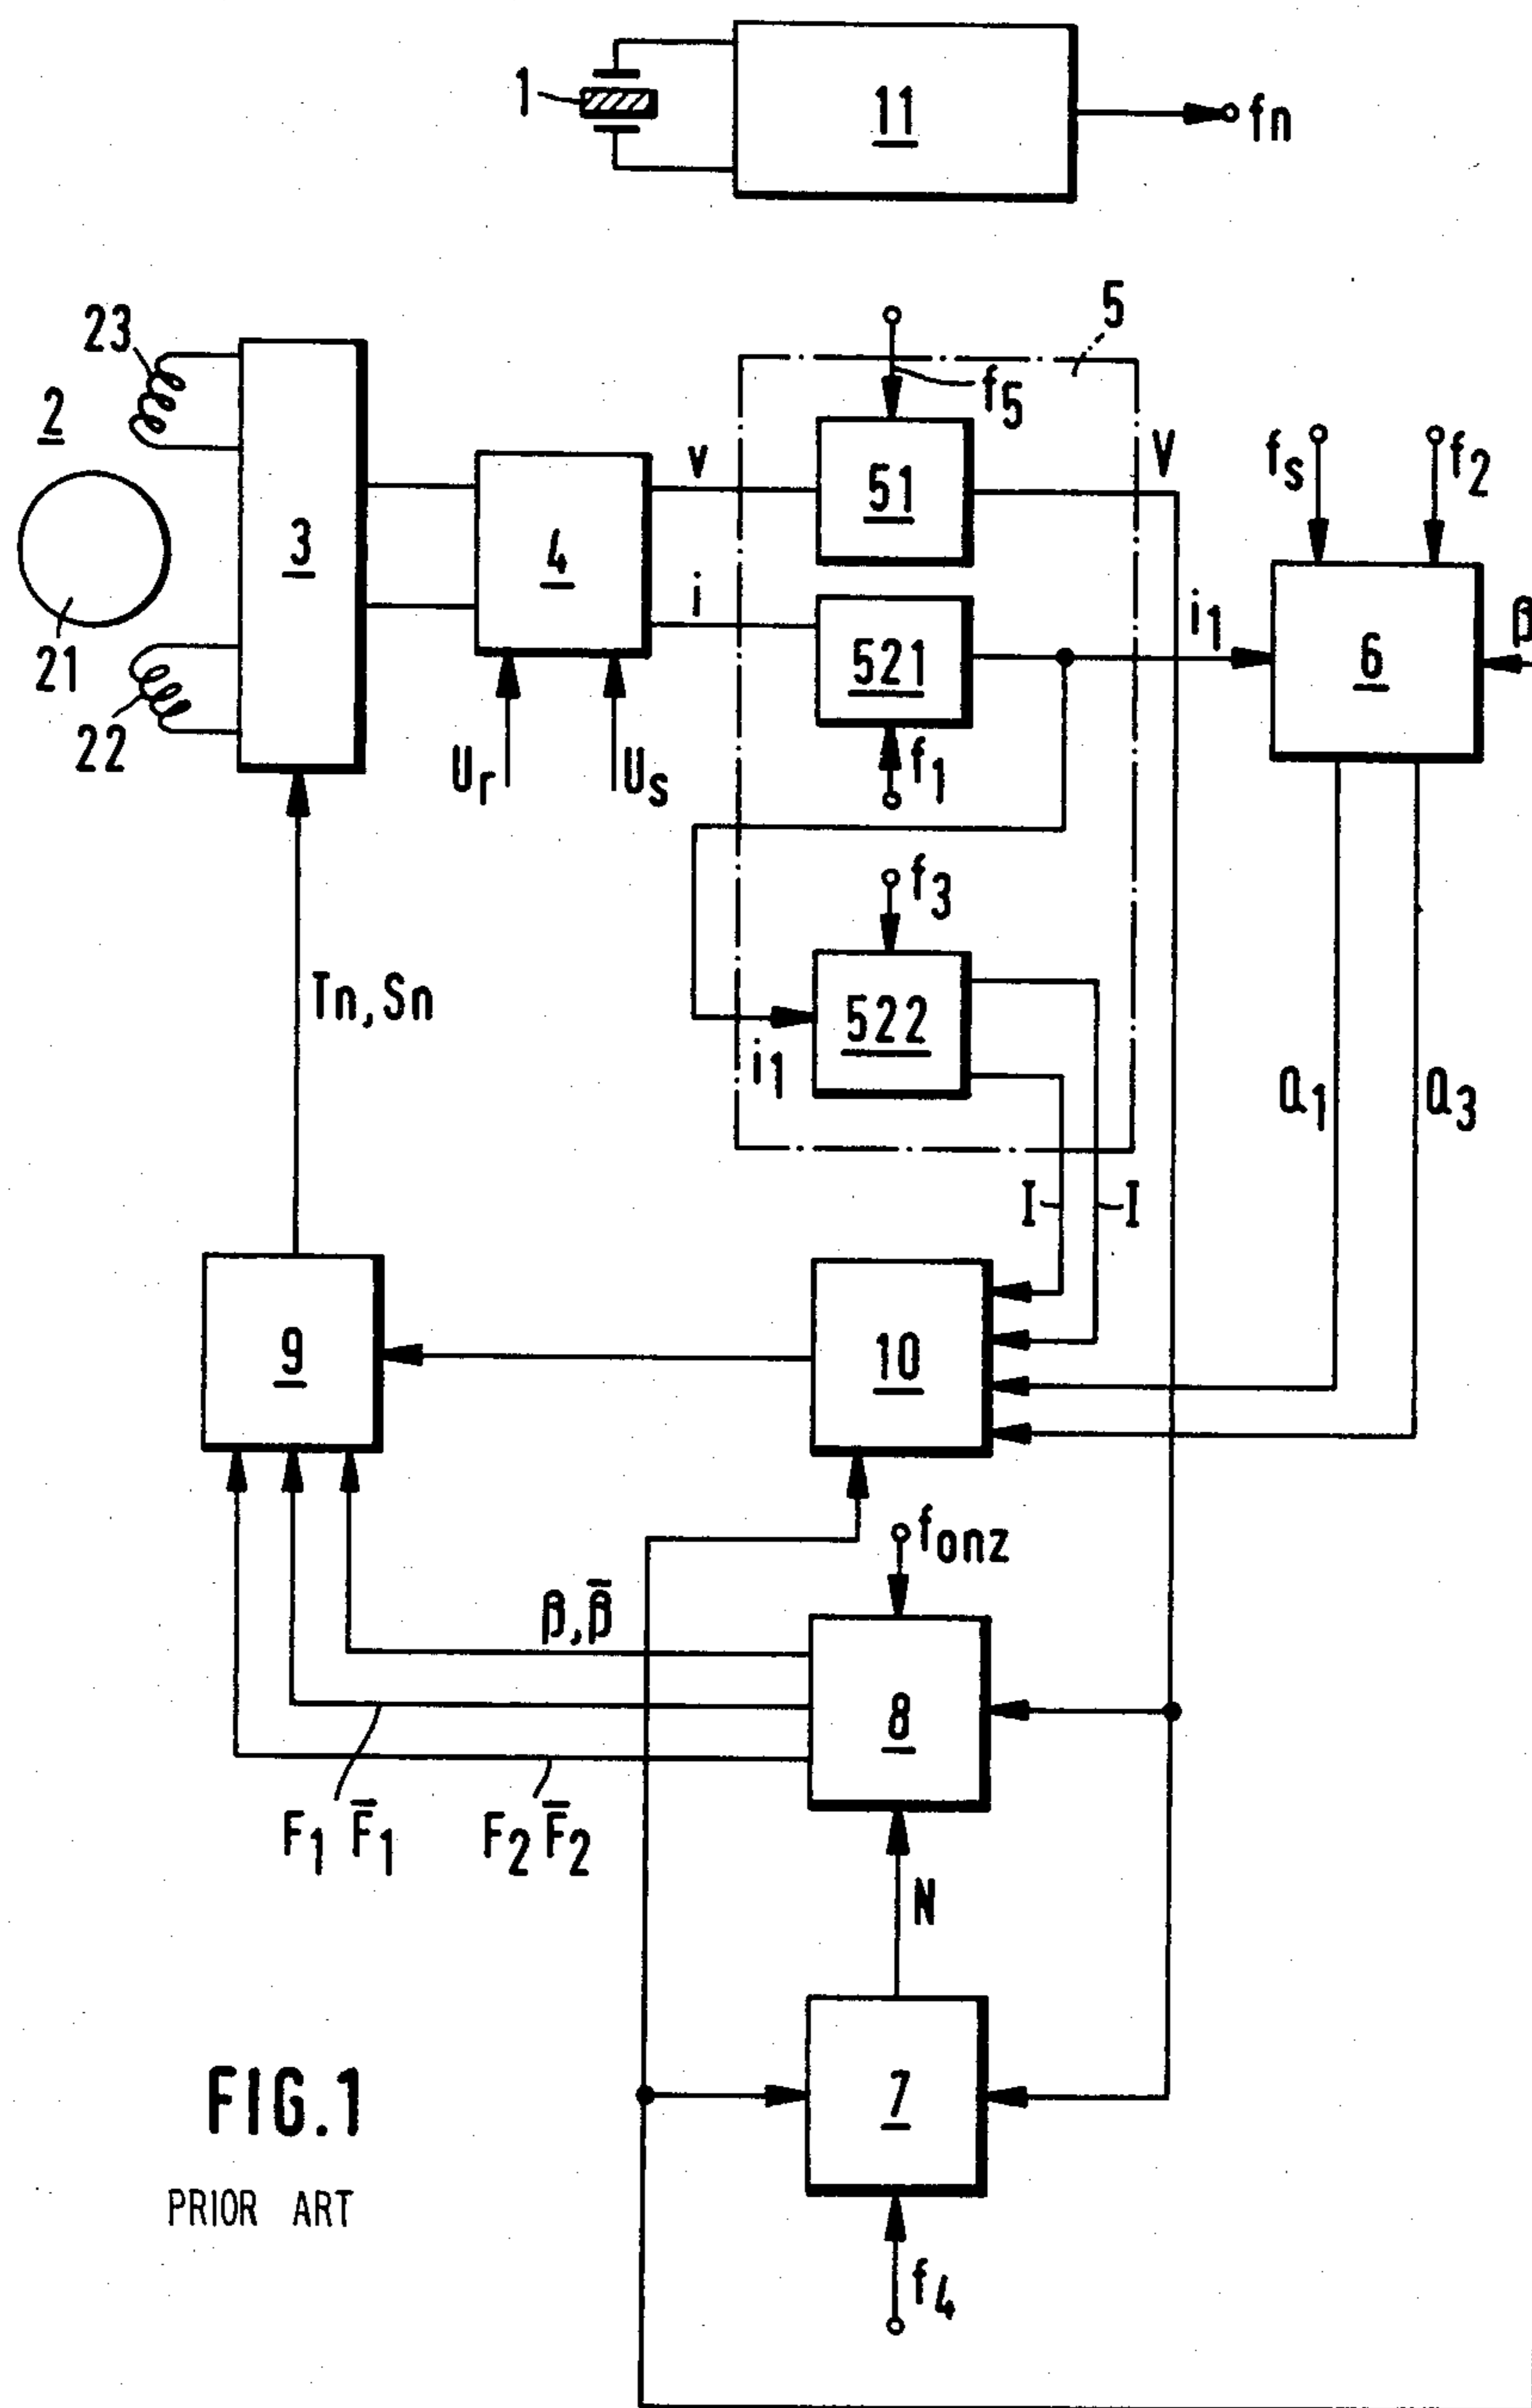 1
11
fn
23
2
21
22
3
4
v
i
Ur
Us
5
f5
51
V
521
f1
i1
fs
f2
6
β
f3
522
i1
I
I
Q1
Q3
Tn, Sn
9
10
fonz
β, β̄
8
F1 F̄1
F2 F̄2
N
7
f4
FIG.1
PRIOR ART